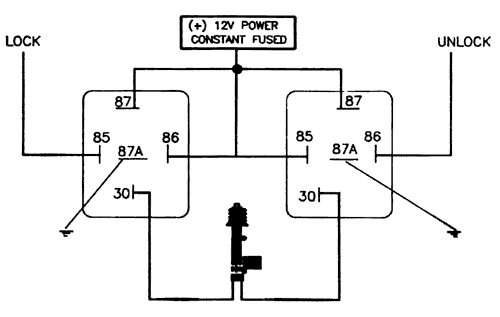 (+) 12V POWER
CONSTANT FUSED
LOCK
UNLOCK
87
87
85
86
87A
30
85
86
87A
30